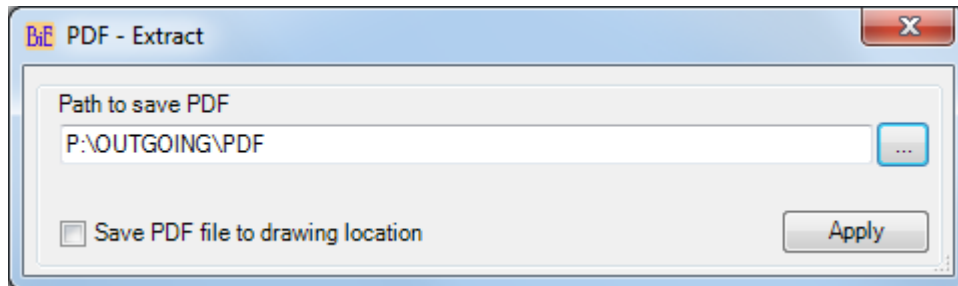 BiE PDF - Extract
Path to save PDF
P:\OUTGOING\PDF
...
Save PDF file to drawing location
Apply